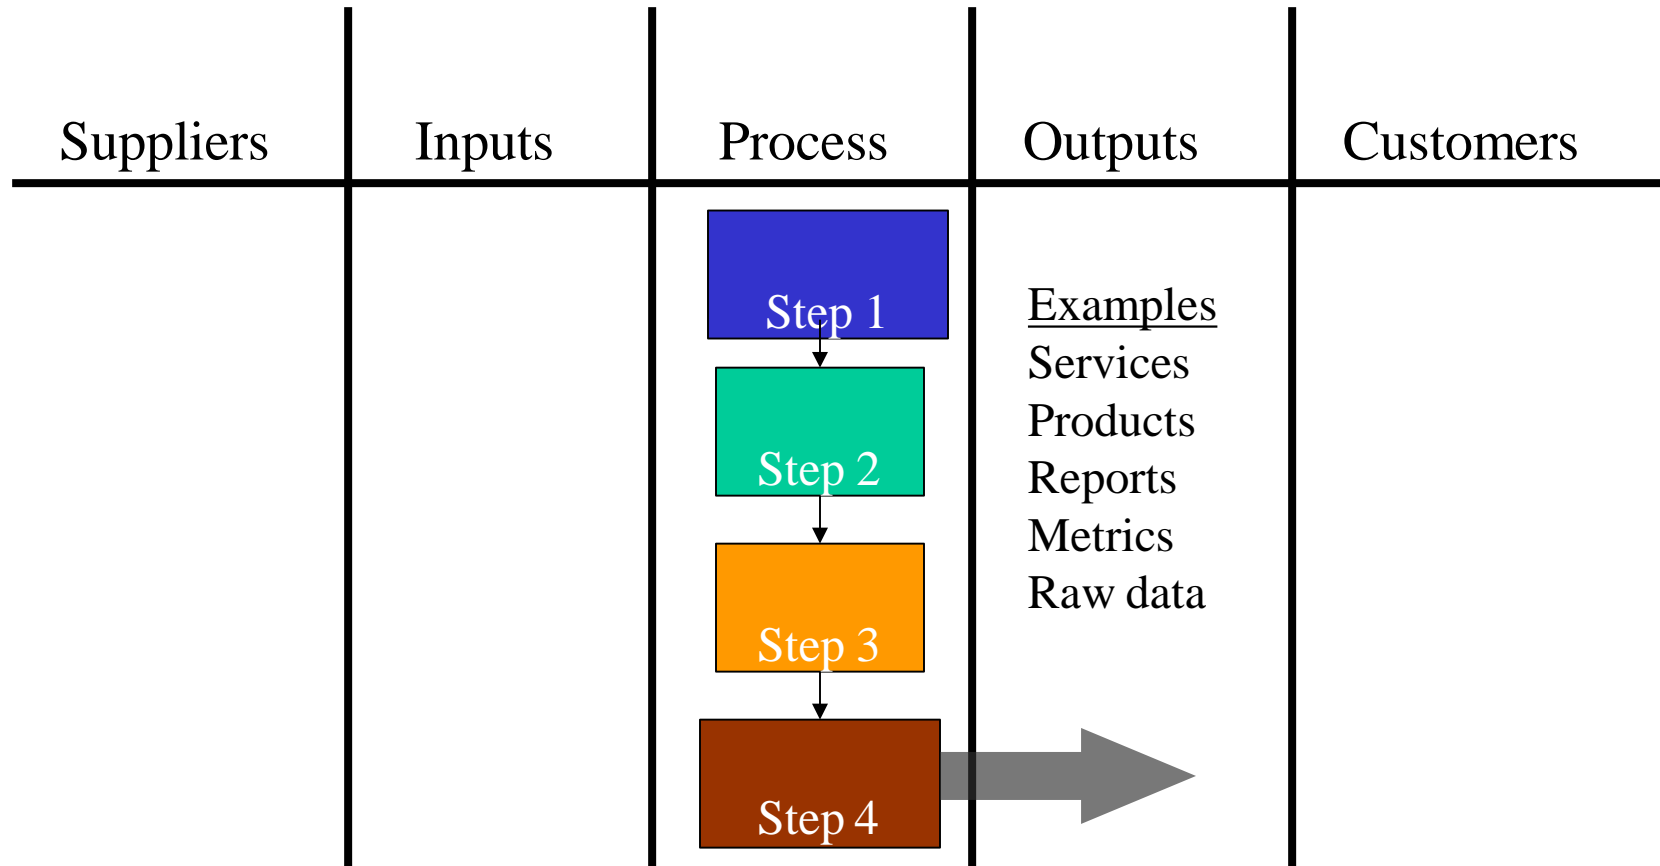 Suppliers
Inputs
Process
Outputs
Customers
Step 1
Step 2
Step 3
Step 4
Examples
Services
Products
Reports
Metrics
Raw data